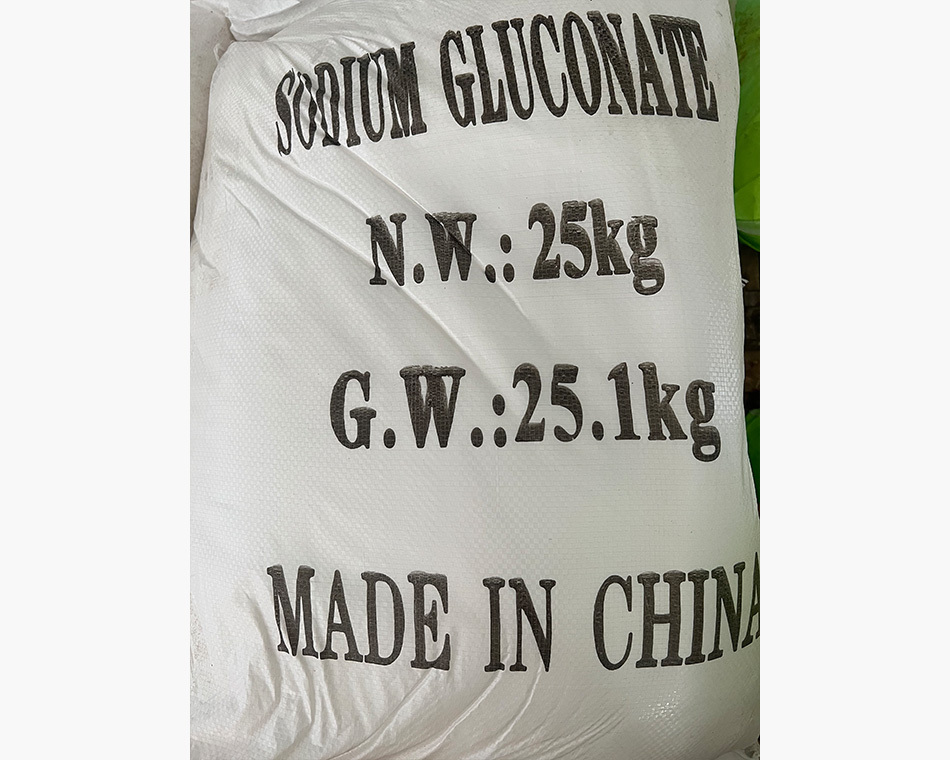 SODIUM GLUCONATE
N.W.: 25kg
G.W.:25.1kg
MADE IN CHINA